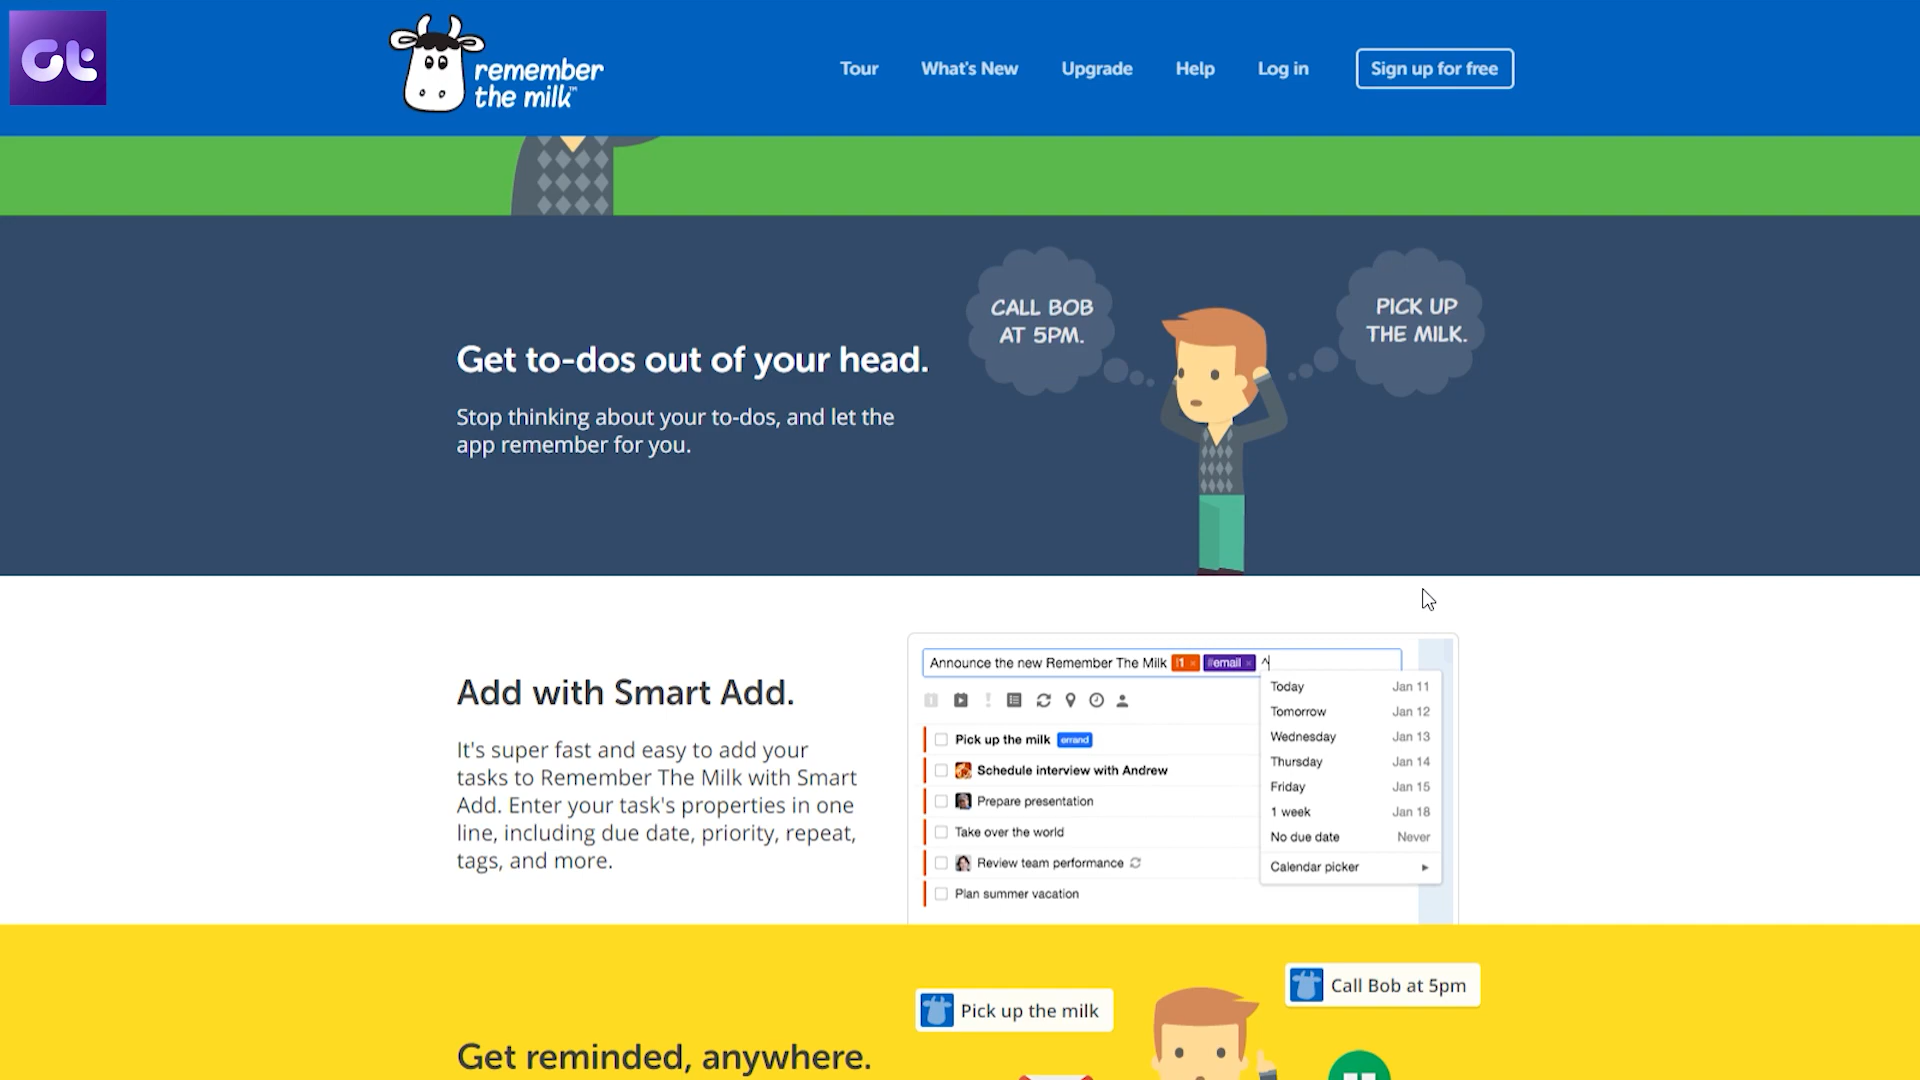 Gt
remember
the milk™
Tour What's New Upgrade Help Log in Sign up for free
CALL BOB
AT 5PM.
PICK UP
THE MILK.
Get to-dos out of your head.
Stop thinking about your to-dos, and let the
app remember for you.
Add with Smart Add.
It's super fast and easy to add your
tasks to Remember The Milk with Smart
Add. Enter your task's properties in one
line, including due date, priority, repeat,
tags, and more.
Announce the new Remember The Milk !1 × #email × ^
Today Jan 11
Tomorrow Jan 12
Wednesday Jan 13
Thursday Jan 14
Friday Jan 15
1 week Jan 18
No due date Never
Calendar picker
Pick up the milk errand
Schedule interview with Andrew
Prepare presentation
Take over the world
Review team performance
Plan summer vacation
Pick up the milk
Call Bob at 5pm
Get reminded, anywhere.